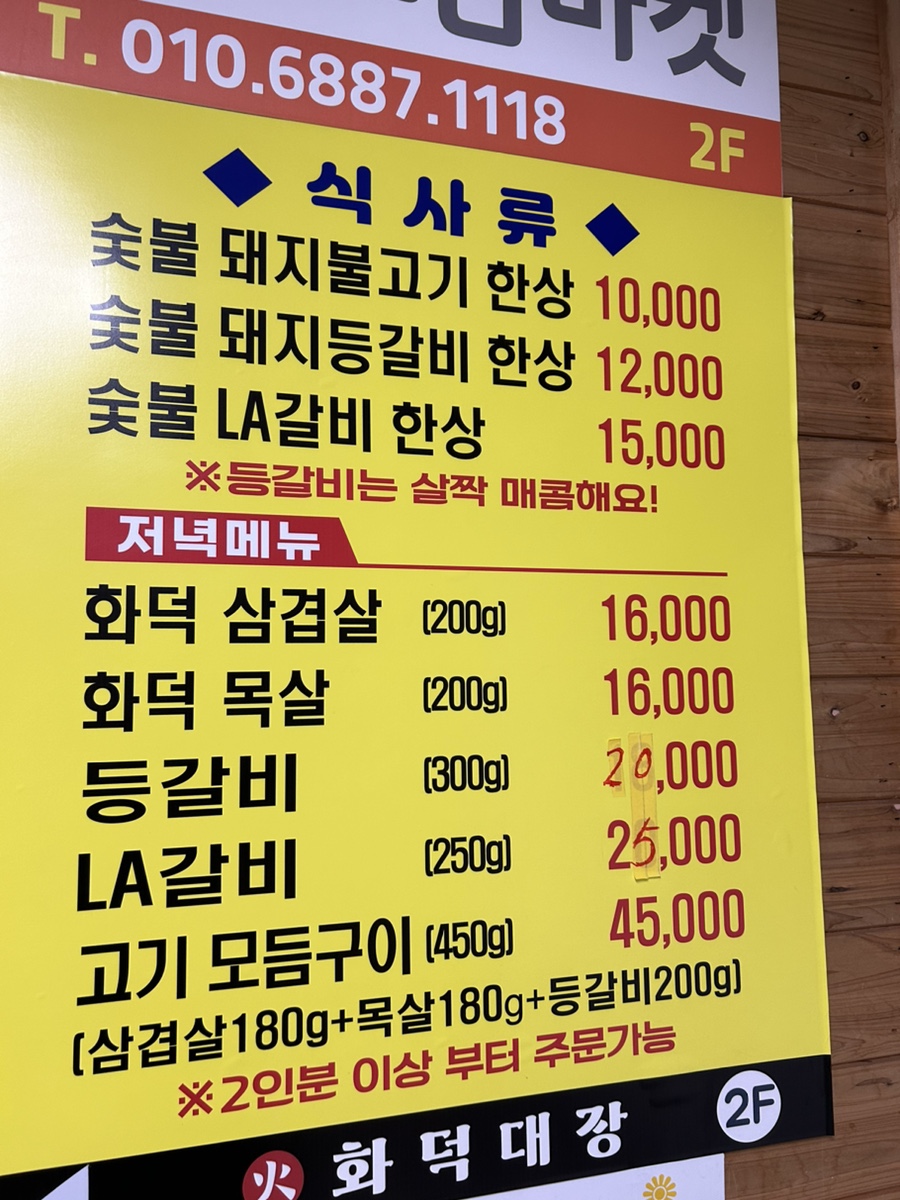 마켓
T. 010.6887.1118 2F
◆ 식사류 ◆
숯불 돼지불고기 한상 10,000
숯불 돼지등갈비 한상 12,000
숯불 LA갈비 한상 15,000
※등갈비는 살짝 매콤해요!
저녁메뉴
화덕 삼겹살 (200g) 16,000
화덕 목살 (200g) 16,000
등갈비 (300g) 20,000
LA갈비 (250g) 25,000
고기 모듬구이 (450g) 45,000
(삼겹살180g+목살180g+등갈비200g)
※2인분 이상 부터 주문가능
火 화덕대장 2F